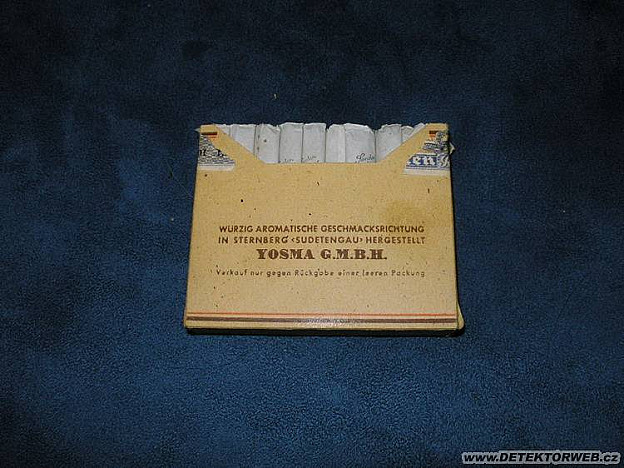 WÜRZIG AROMATISCHE GESCHMACKSRICHTUNG
IN STERNBERG ‹SUDETENGAU› HERGESTELLT
YOSMA G.M.B.H.
Verkauf nur gegen Rückgabe einer leeren Packung
www.DETEKTORWEB.cz